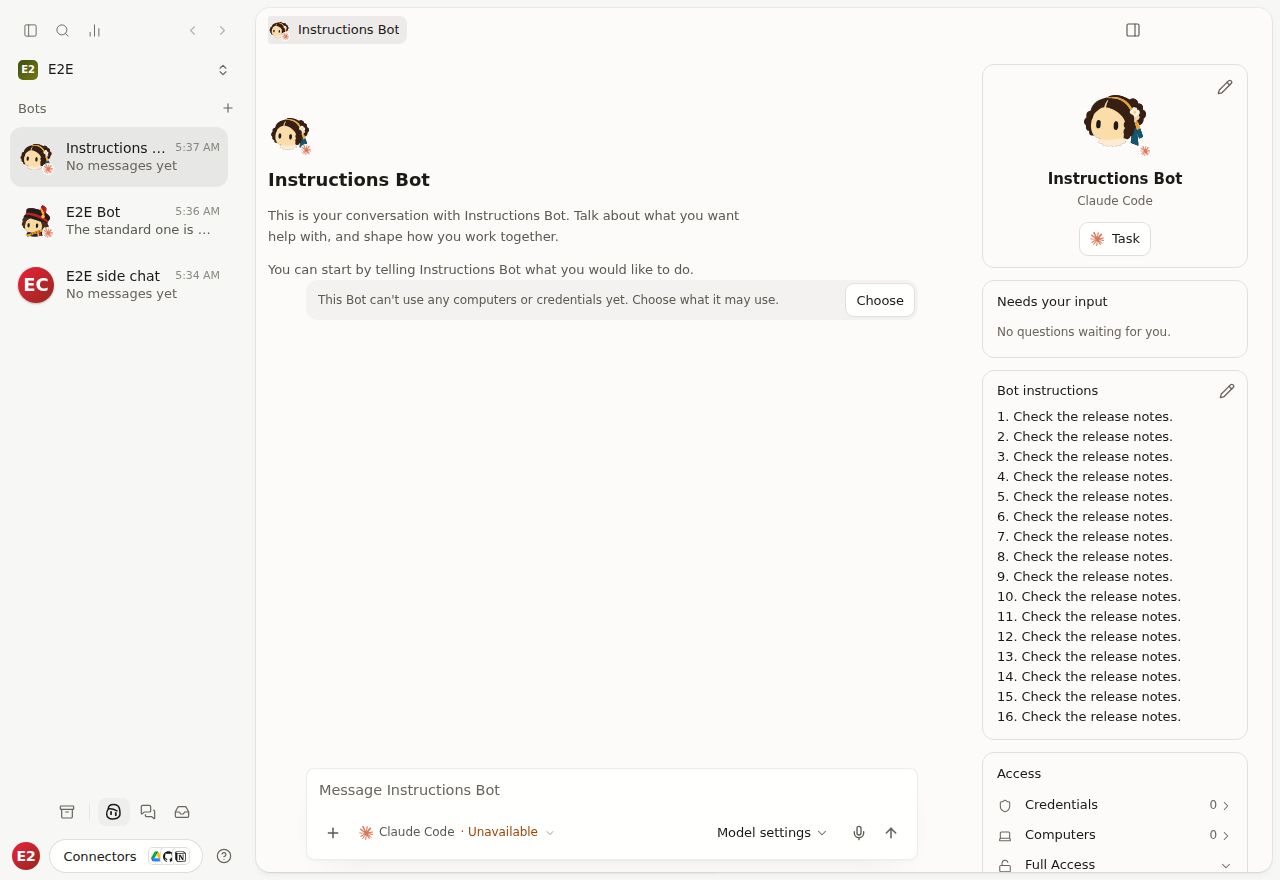 E2 E2E
Bots
Instructions ... 5:37 AM
No messages yet
E2E Bot 5:36 AM
The standard one is ...
EC E2E side chat 5:34 AM
No messages yet
E2 Connectors
Instructions Bot
Instructions Bot
This is your conversation with Instructions Bot. Talk about what you want
help with, and shape how you work together.
You can start by telling Instructions Bot what you would like to do.
This Bot can't use any computers or credentials yet. Choose what it may use. Choose
Message Instructions Bot
Claude Code · Unavailable Model settings
Instructions Bot
Claude Code
Task
Needs your input
No questions waiting for you.
Bot instructions
1. Check the release notes.
2. Check the release notes.
3. Check the release notes.
4. Check the release notes.
5. Check the release notes.
6. Check the release notes.
7. Check the release notes.
8. Check the release notes.
9. Check the release notes.
10. Check the release notes.
11. Check the release notes.
12. Check the release notes.
13. Check the release notes.
14. Check the release notes.
15. Check the release notes.
16. Check the release notes.
Access
Credentials 0
Computers 0
Full Access